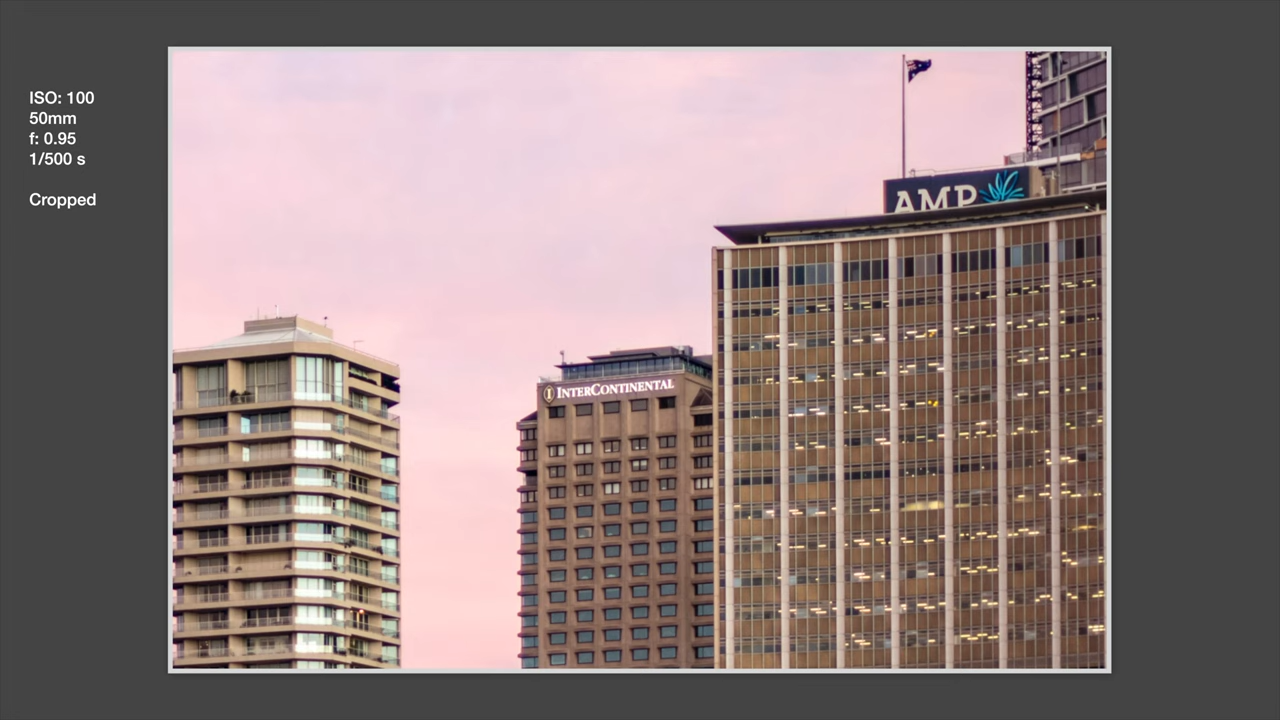 ISO: 100
50mm
f: 0.95
1/500 s
Cropped
AMP
INTERCONTINENTAL